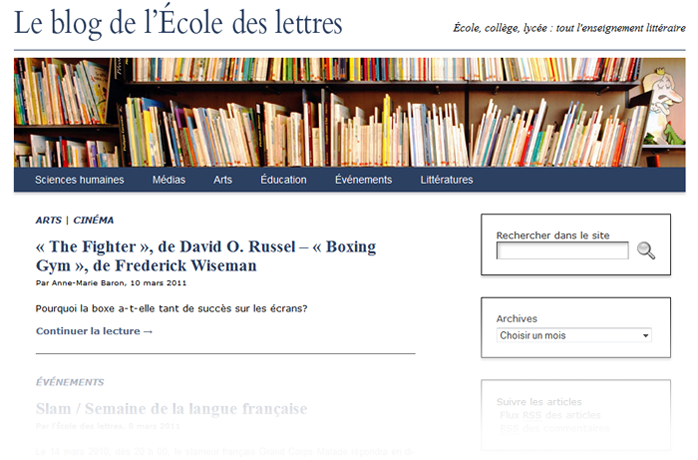 Le blog de l'École des lettres
École, collège, lycée : tout l'enseignement littéraire
Sciences humaines Médias Arts Éducation Événements Littératures
ARTS | CINÉMA
« The Fighter », de David O. Russel – « Boxing
Gym », de Frederick Wiseman
Par Anne-Marie Baron, 10 mars 2011
Pourquoi la boxe a-t-elle tant de succès sur les écrans?
Continuer la lecture →
ÉVÉNEMENTS
Slam / Semaine de la langue française
Par l'École des lettres, 8 mars 2011
Rechercher dans le site
Archives
Choisir un mois
Suivre les articles
Flux RSS des articles
RSS des commentaires